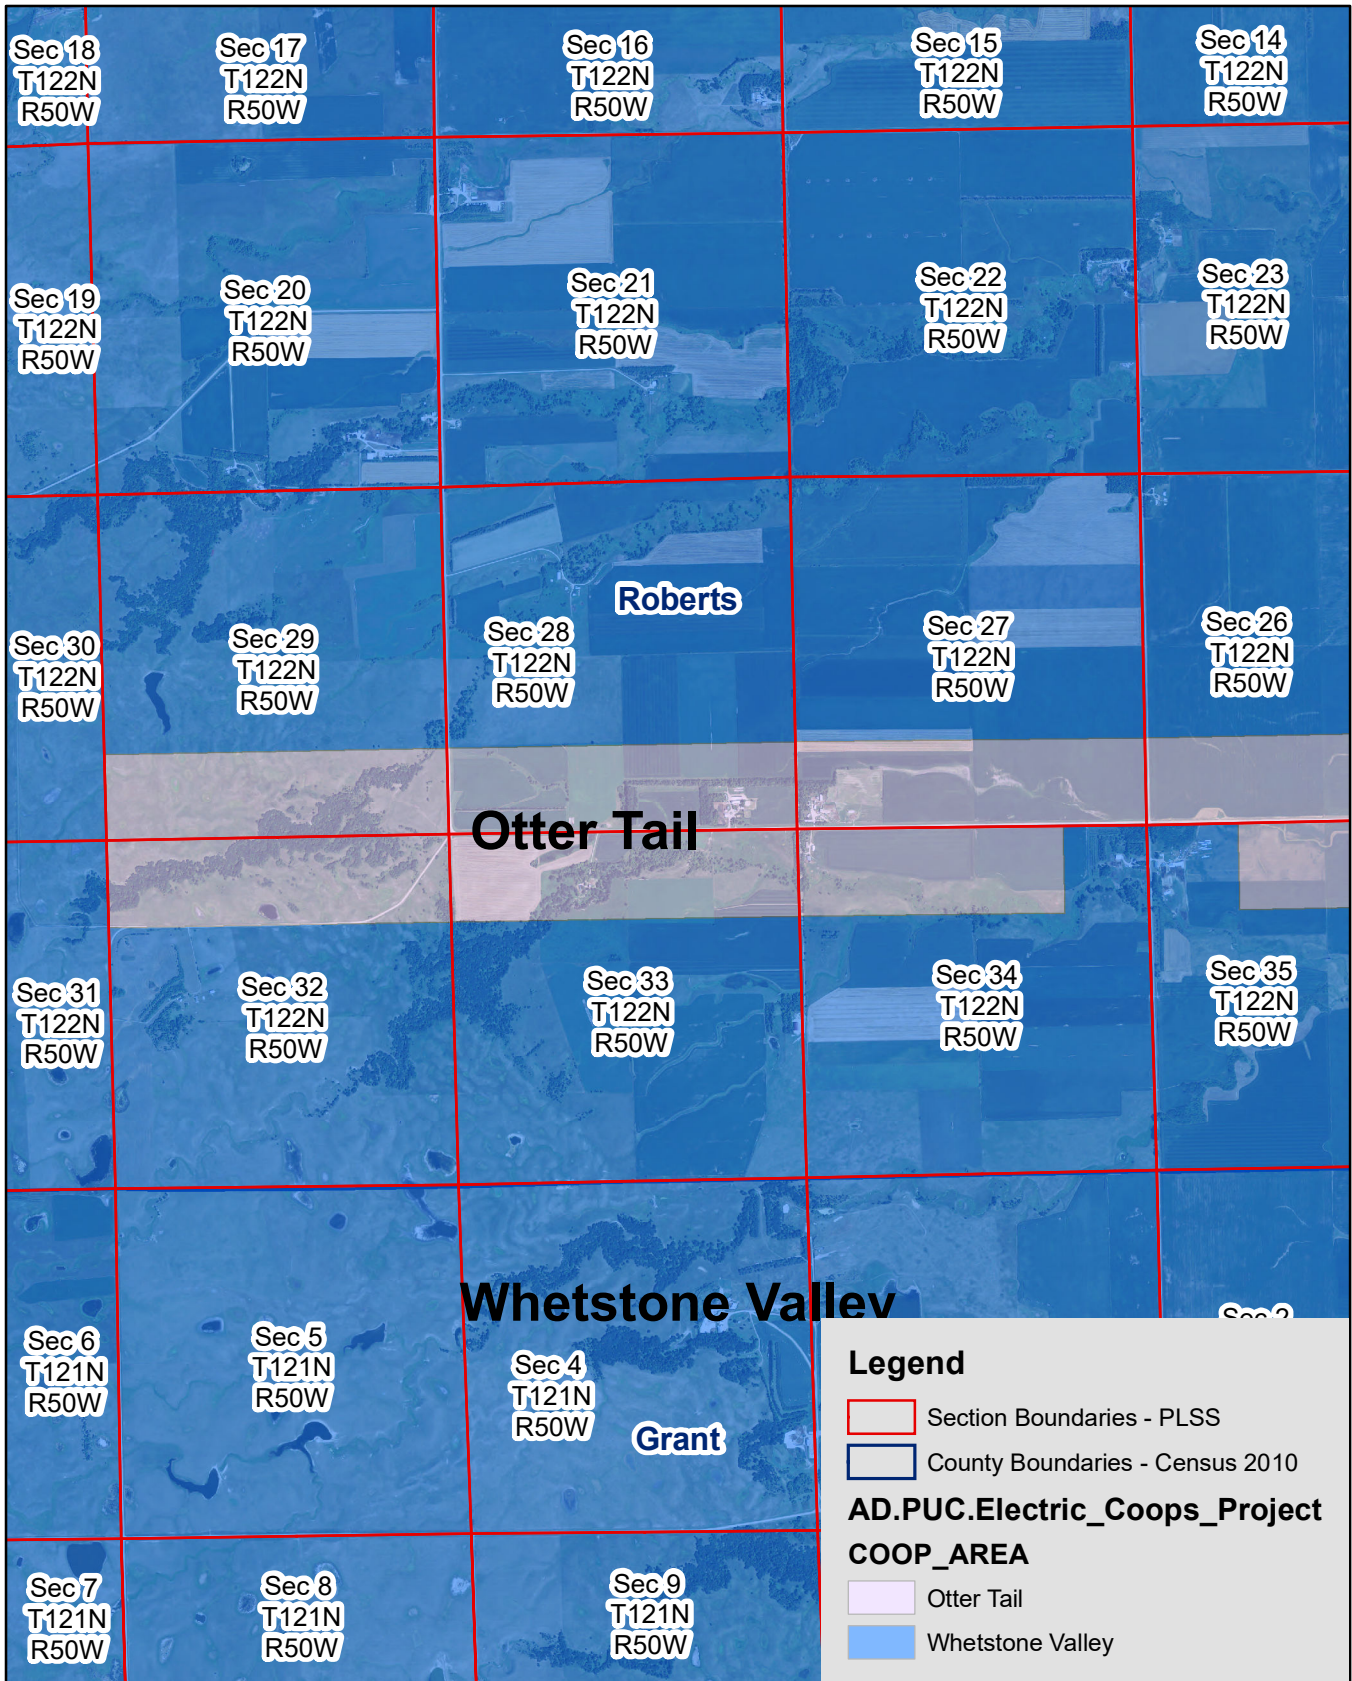 Sec 18
T122N
R50W
Sec 17
T122N
R50W
Sec 16
T122N
R50W
Sec 15
T122N
R50W
Sec 14
T122N
R50W
Sec 19
T122N
R50W
Sec 20
T122N
R50W
Sec 21
T122N
R50W
Sec 22
T122N
R50W
Sec 23
T122N
R50W
Roberts
Sec 30
T122N
R50W
Sec 29
T122N
R50W
Sec 28
T122N
R50W
Sec 27
T122N
R50W
Sec 26
T122N
R50W
Otter Tail
Sec 31
T122N
R50W
Sec 32
T122N
R50W
Sec 33
T122N
R50W
Sec 34
T122N
R50W
Sec 35
T122N
R50W
Whetstone Valley
Sec 6
T121N
R50W
Sec 5
T121N
R50W
Sec 4
T121N
R50W
Sec 2
Grant
Sec 7
T121N
R50W
Sec 8
T121N
R50W
Sec 9
T121N
R50W
Legend
Section Boundaries - PLSS
County Boundaries - Census 2010
AD.PUC.Electric_Coops_Project
COOP_AREA
Otter Tail
Whetstone Valley